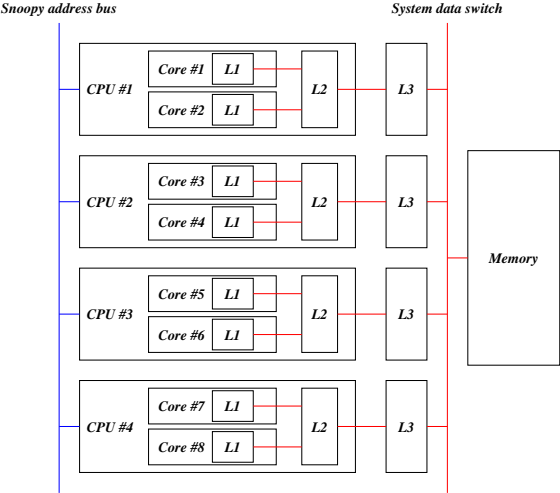 Snoopy address bus
System data switch
CPU #1
Core #1 L1
Core #2 L1
L2
L3
CPU #2
Core #3 L1
Core #4 L1
L2
L3
Memory
CPU #3
Core #5 L1
Core #6 L1
L2
L3
CPU #4
Core #7 L1
Core #8 L1
L2
L3